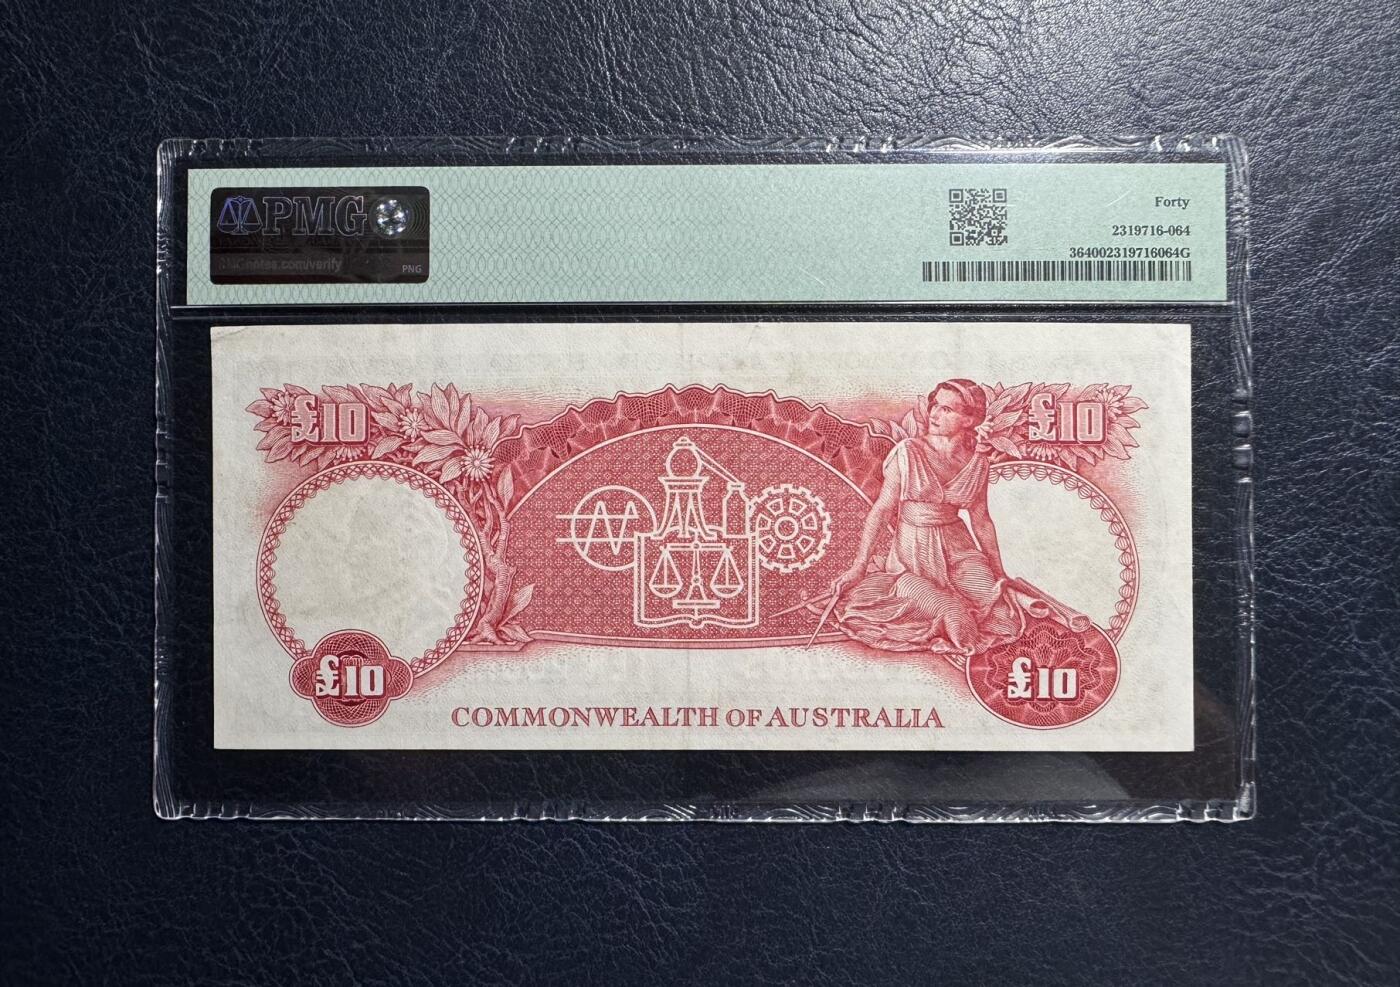 PMG
PMGnotes.com/verify
PNG
Forty
2319716-064
364002319716064G
£10
£10
£10
£10
COMMONWEALTH OF AUSTRALIA